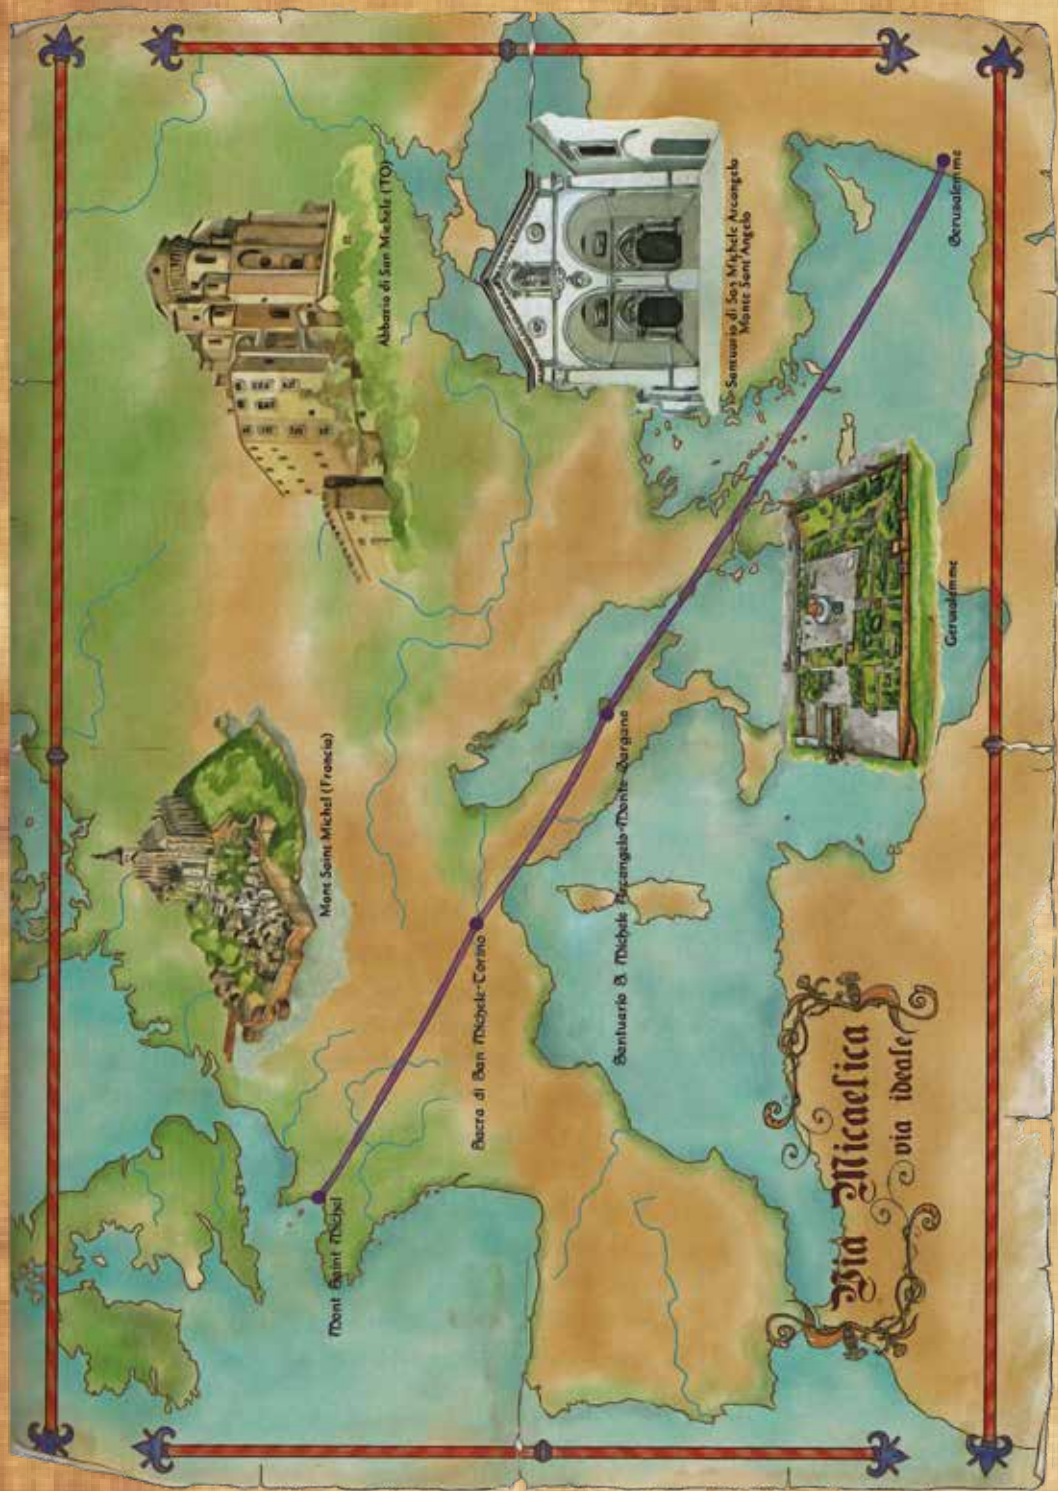 Mont Saint Michel (Francia)
Abbazia di San Michele (TO)
Mont Saint Michel
Sacra di San Michele-Torino
Santuario di San Michele Arcangelo
Monte Sant'Angelo
Santuario S. Michele Arcangelo-Monte Gargano
Gerusalemme
Gerusalemme
Via Micaelica
via ideale